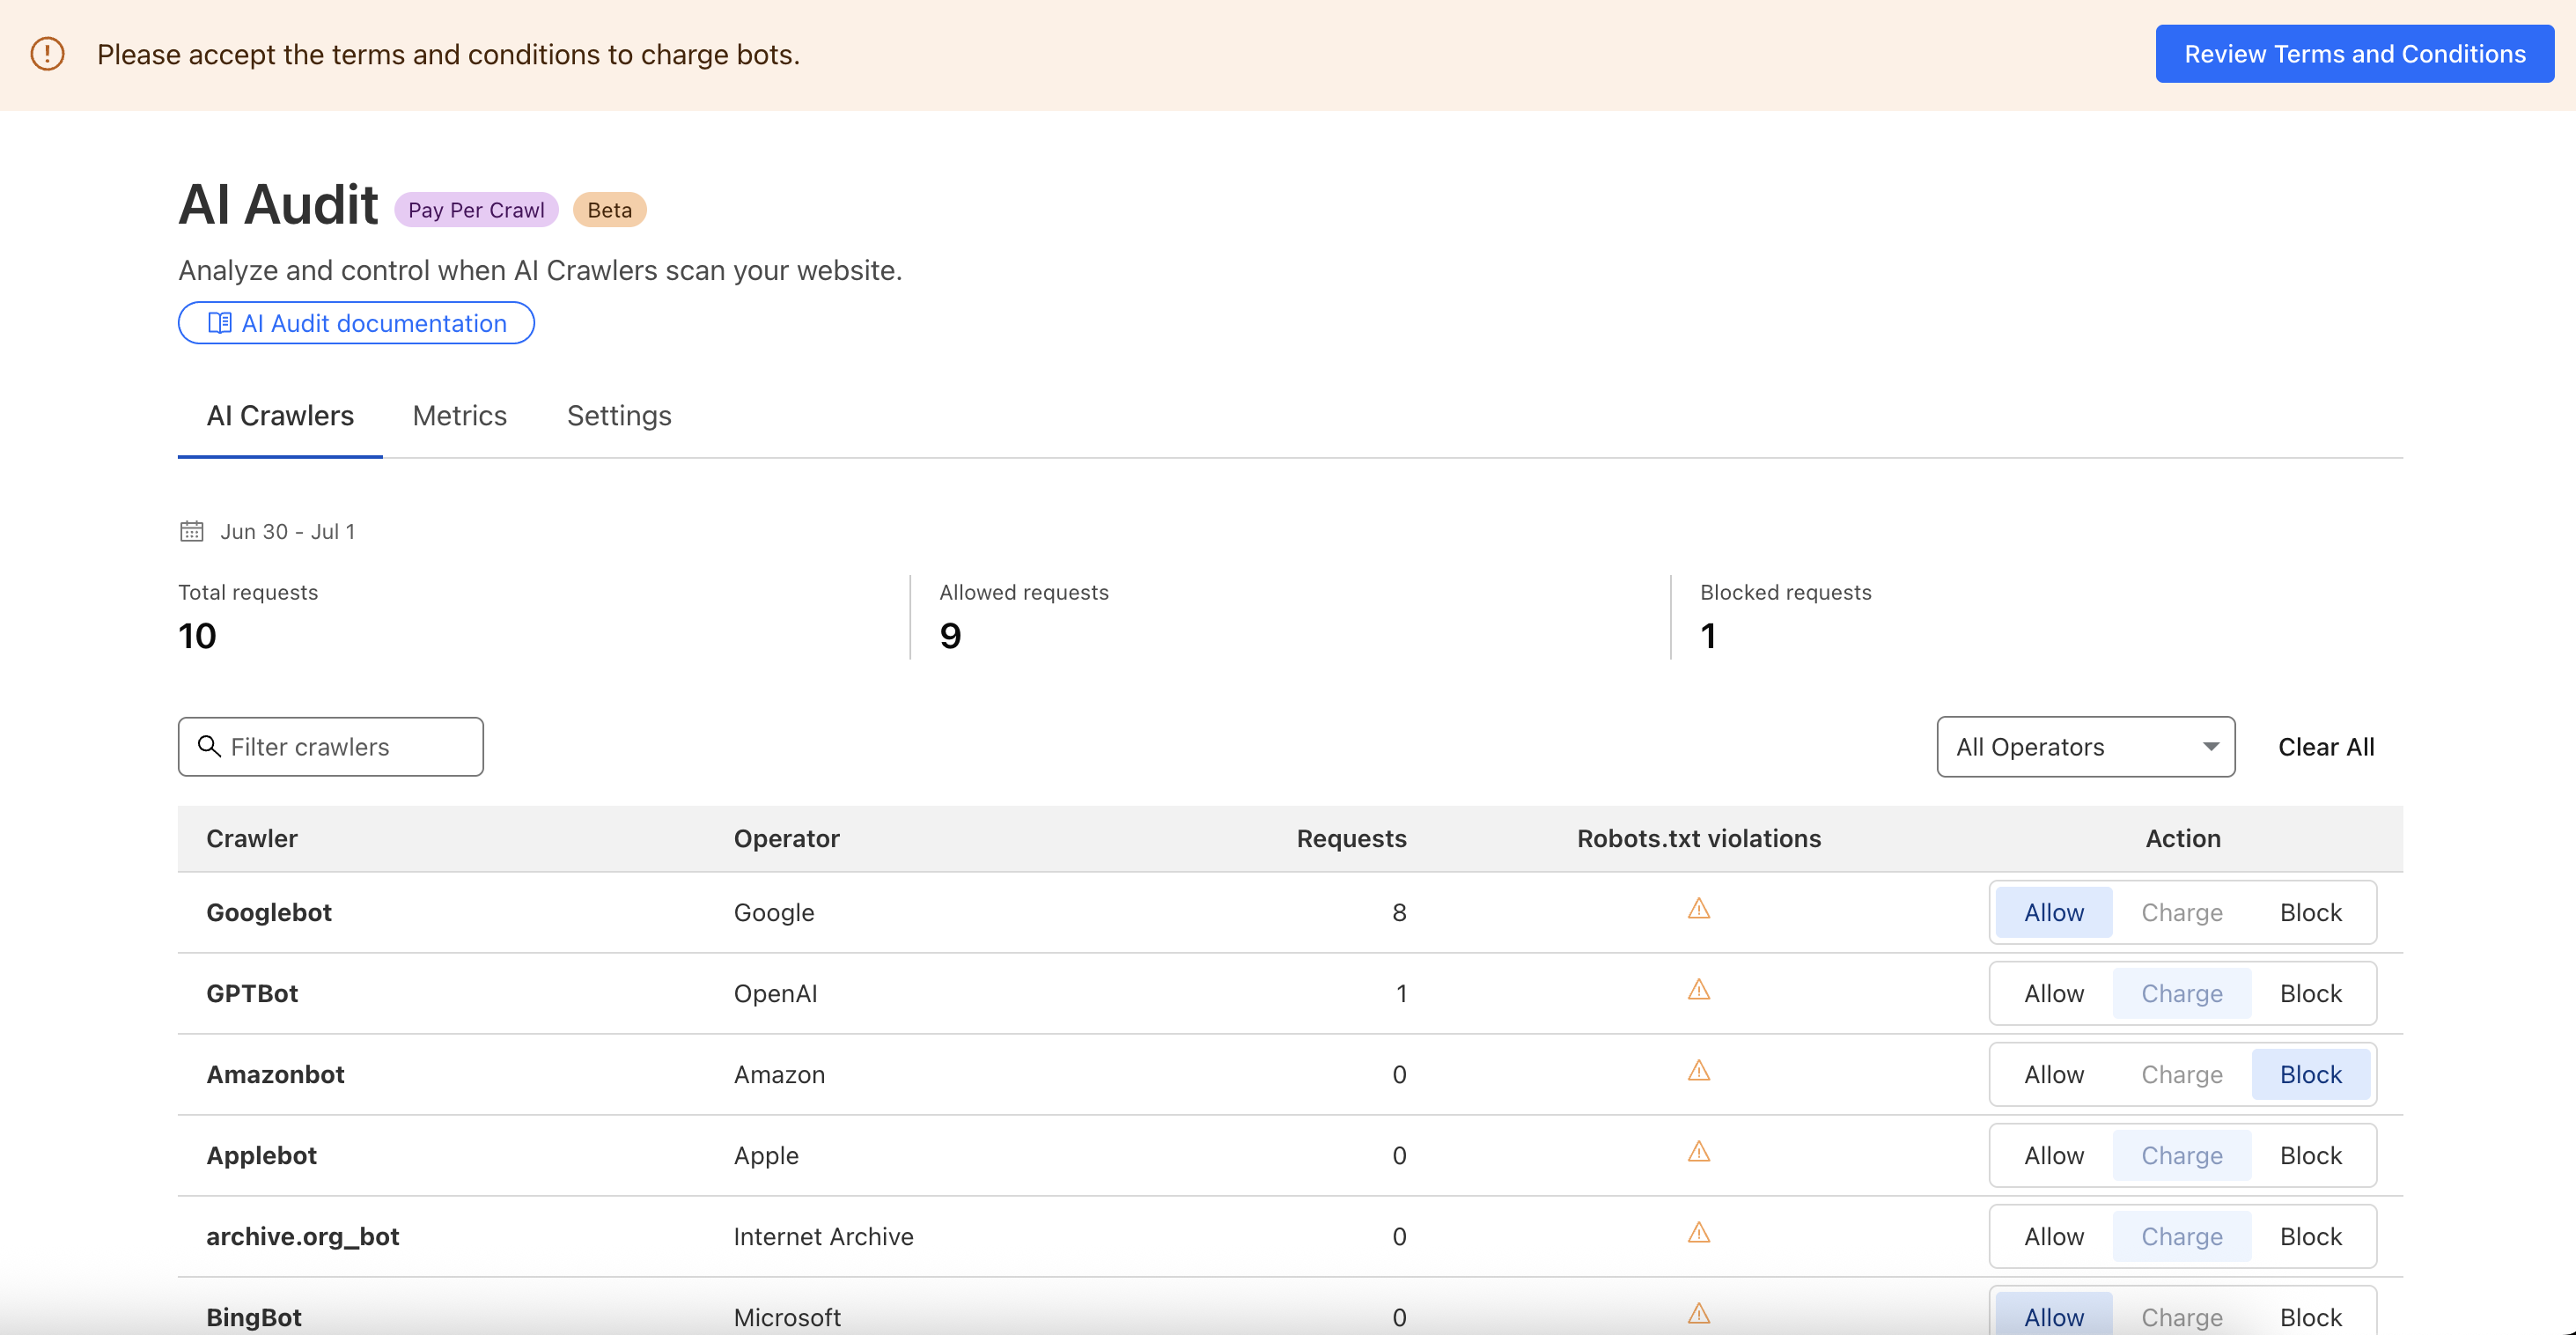 Please accept the terms and conditions to charge bots.
Review Terms and Conditions
AI Audit Pay Per Crawl Beta
Analyze and control when AI Crawlers scan your website.
AI Audit documentation
AI Crawlers Metrics Settings
Jun 30 - Jul 1
Total requests Allowed requests Blocked requests
10 9 1
Filter crawlers All Operators Clear All
Crawler Operator Requests Robots.txt violations Action
Googlebot Google 8 Allow Charge Block
GPTBot OpenAI 1 Allow Charge Block
Amazonbot Amazon 0 Allow Charge Block
Applebot Apple 0 Allow Charge Block
archive.org_bot Internet Archive 0 Allow Charge Block
BingBot Microsoft 0 Allow Charge Block